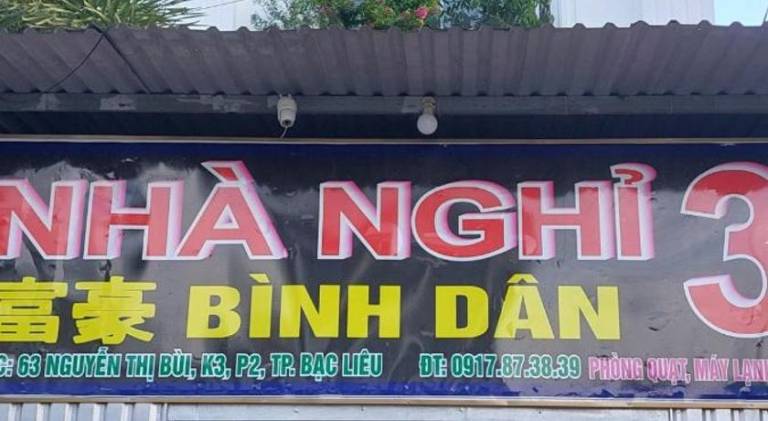 NHÀ NGHỈ 3
富豪 BÌNH DÂN
C: 63 NGUYỄN THỊ BÙI, K3, P2, TP. BẠC LIÊU ĐT: 0917.87.38.39 PHÒNG QUẠT, MÁY LẠNH